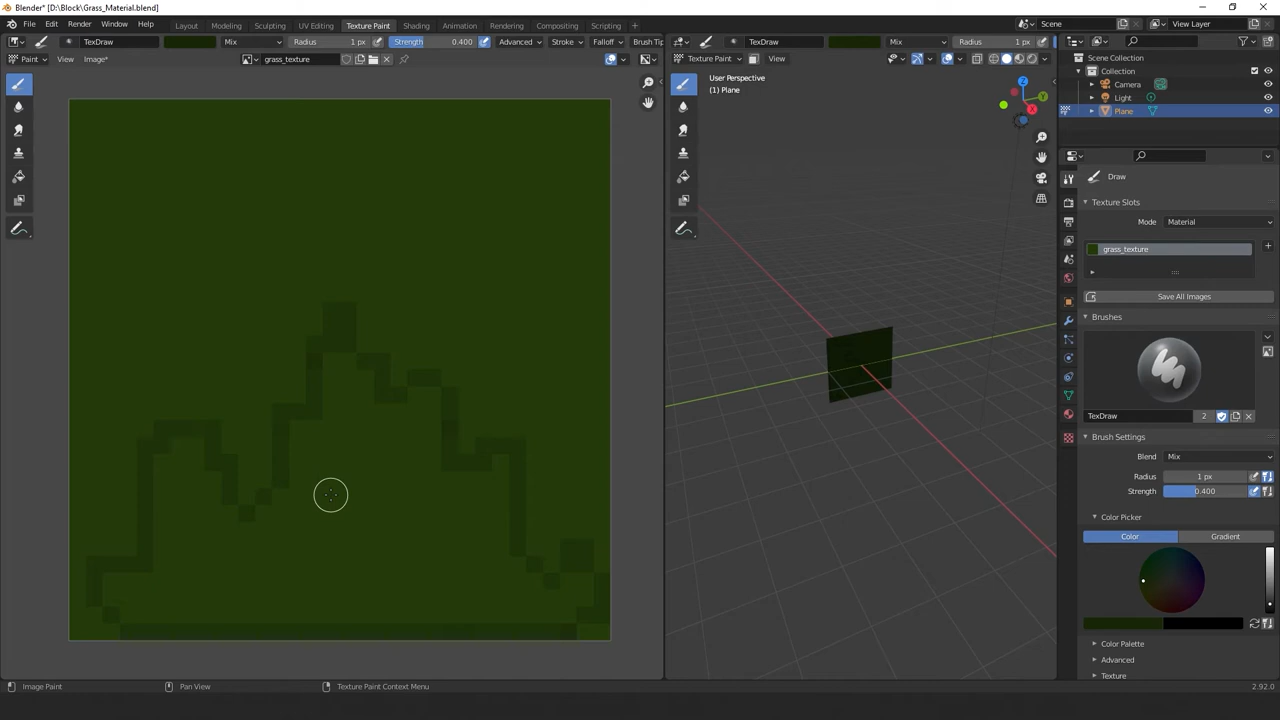 Blender* [D:\Block\Grass_Material.blend]
File Edit Render Window Help Layout Modeling Sculpting UV Editing Texture Paint Shading Animation Rendering Compositing Scripting + Scene View Layer
TexDraw Mix Radius 1 px Strength 0.400 Advanced Stroke Falloff Brush Tip
TexDraw Mix Radius 1 px
Paint View Image* grass_texture
Texture Paint View
User Perspective
(1) Plane
Z
Y
X
Scene Collection
Collection
Camera
Light
Plane
Draw
Texture Slots
Mode Material
grass_texture
Save All Images
Brushes
TexDraw 2
Brush Settings
Blend Mix
Radius 1 px
Strength 0.400
Color Picker
Color Gradient
Color Palette
Advanced
Texture
Image Paint Pan View Texture Paint Context Menu 2.92.0